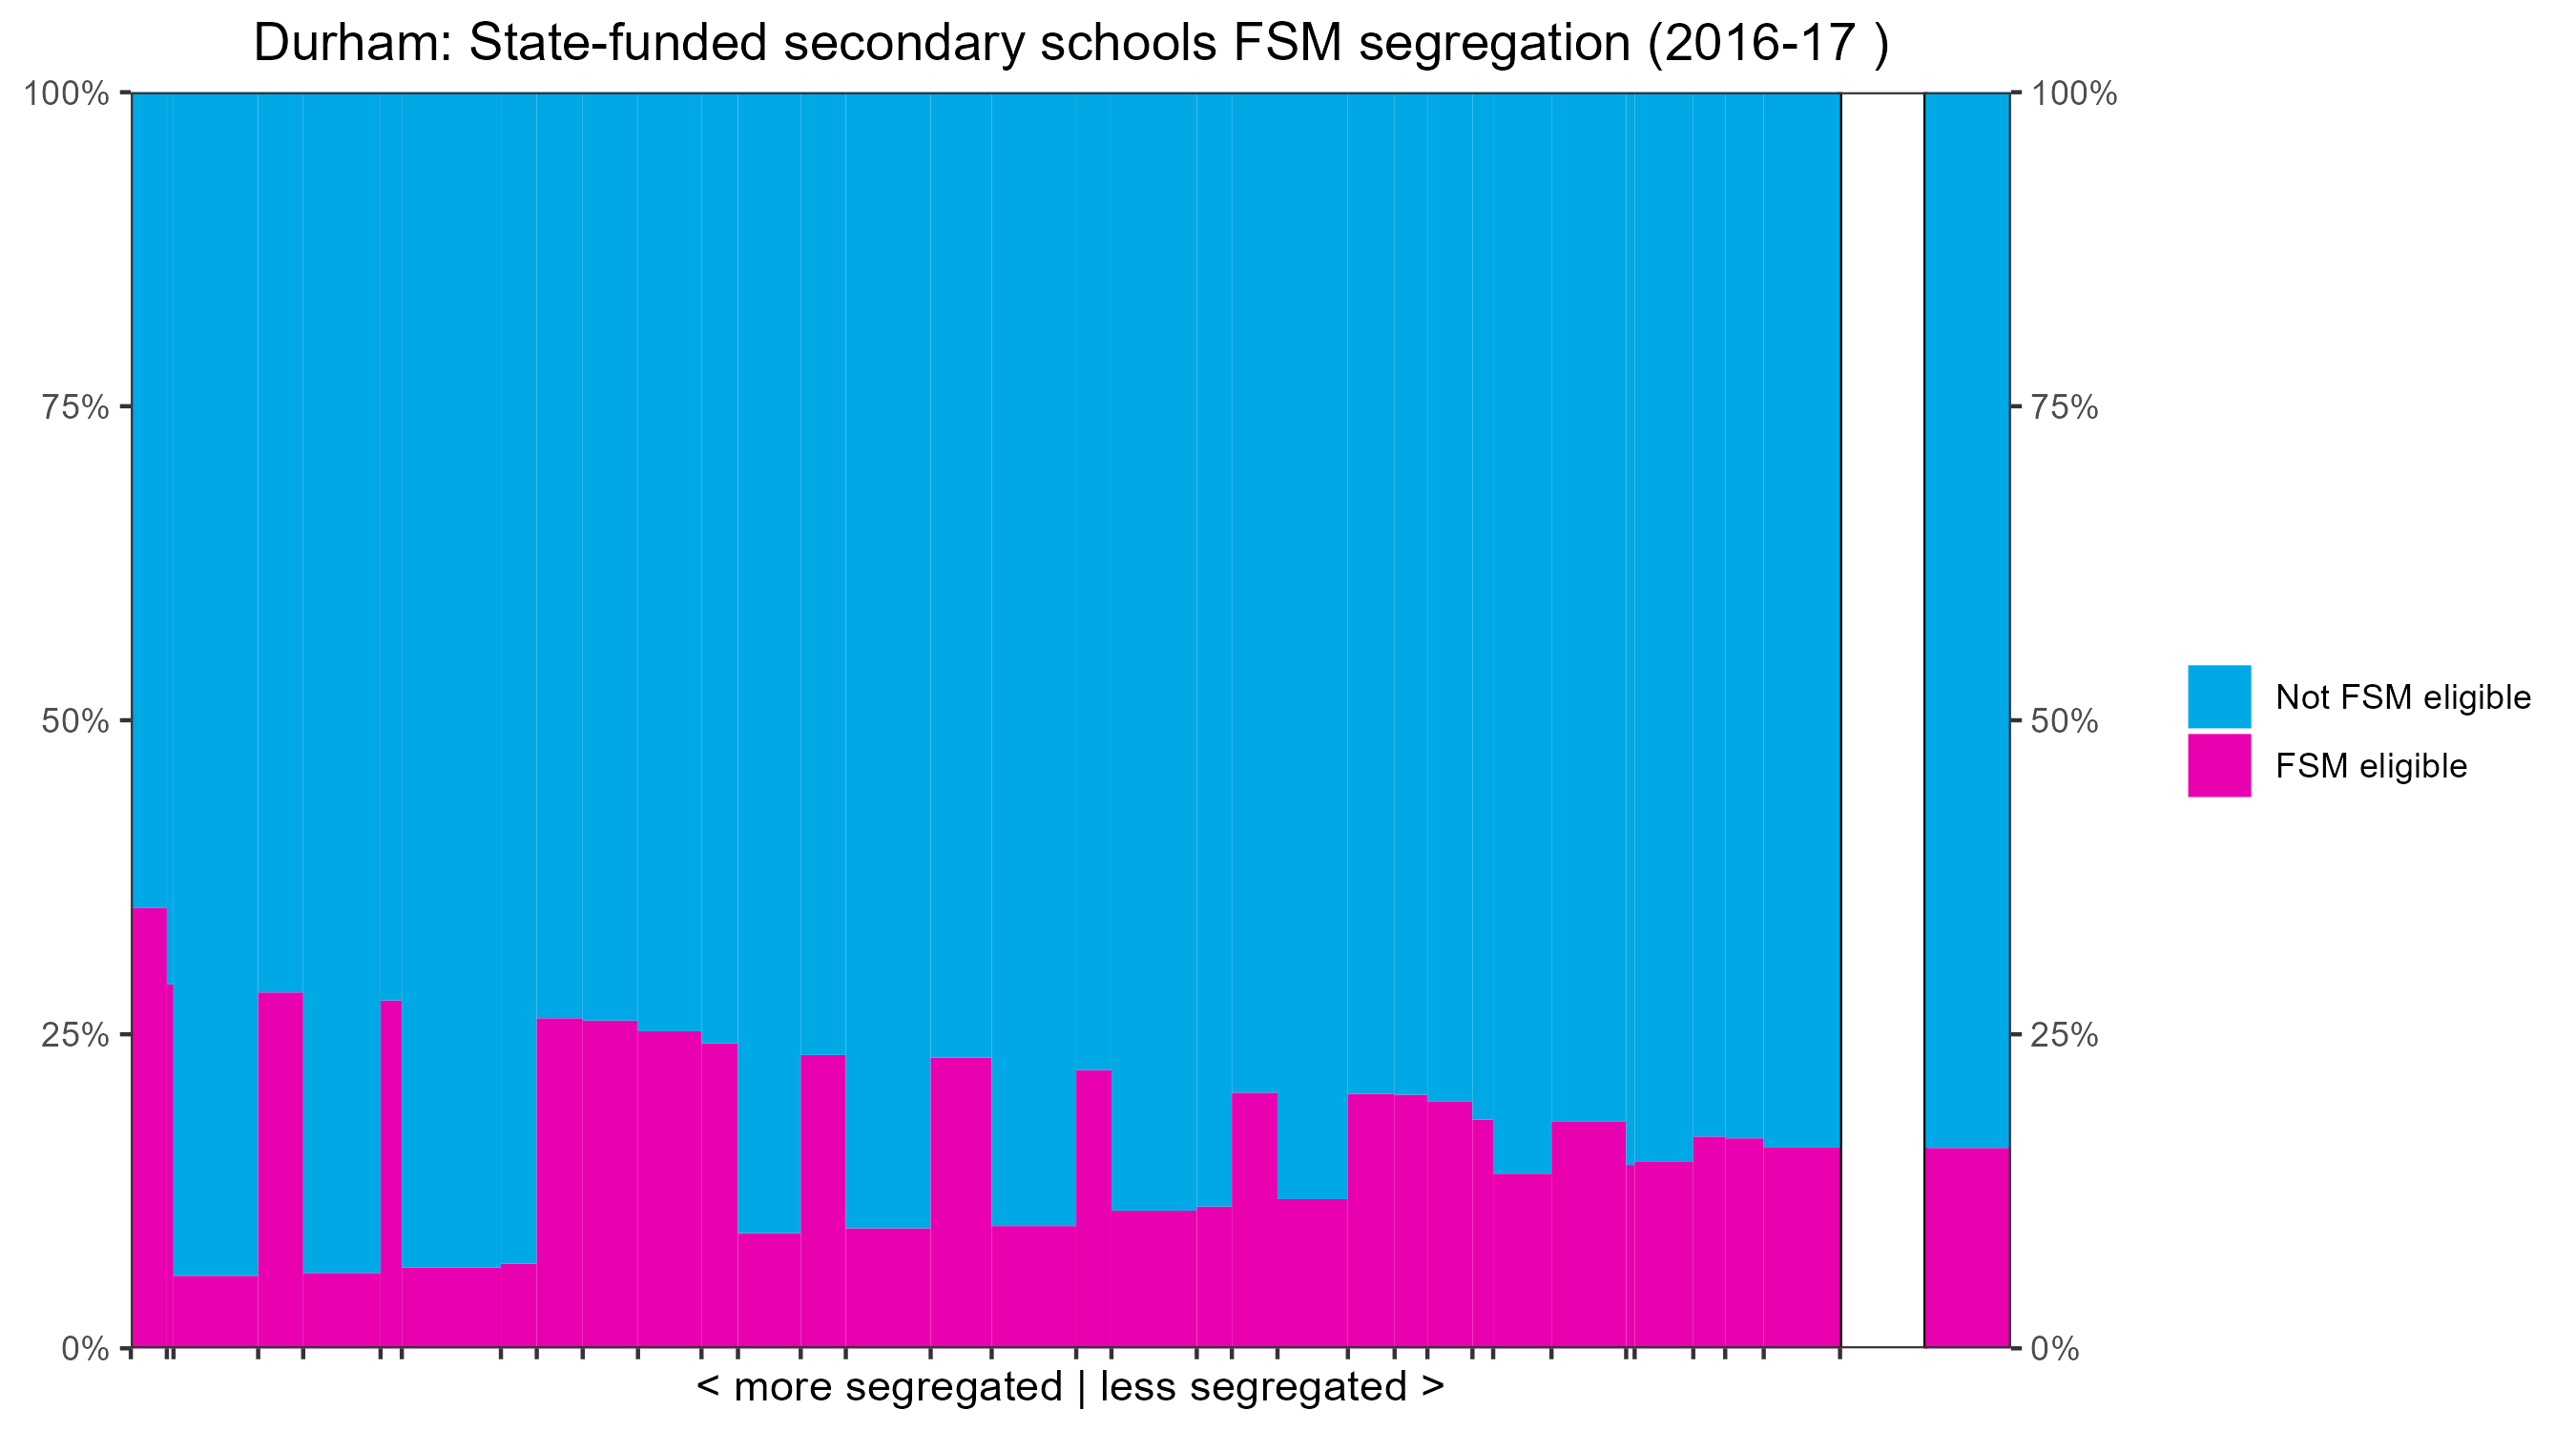 Durham: State-funded secondary schools FSM segregation (2016-17 )
100%
100%
75%
75%
50%
50%
25%
25%
0%
0%
Not FSM eligible
FSM eligible
< more segregated | less segregated >